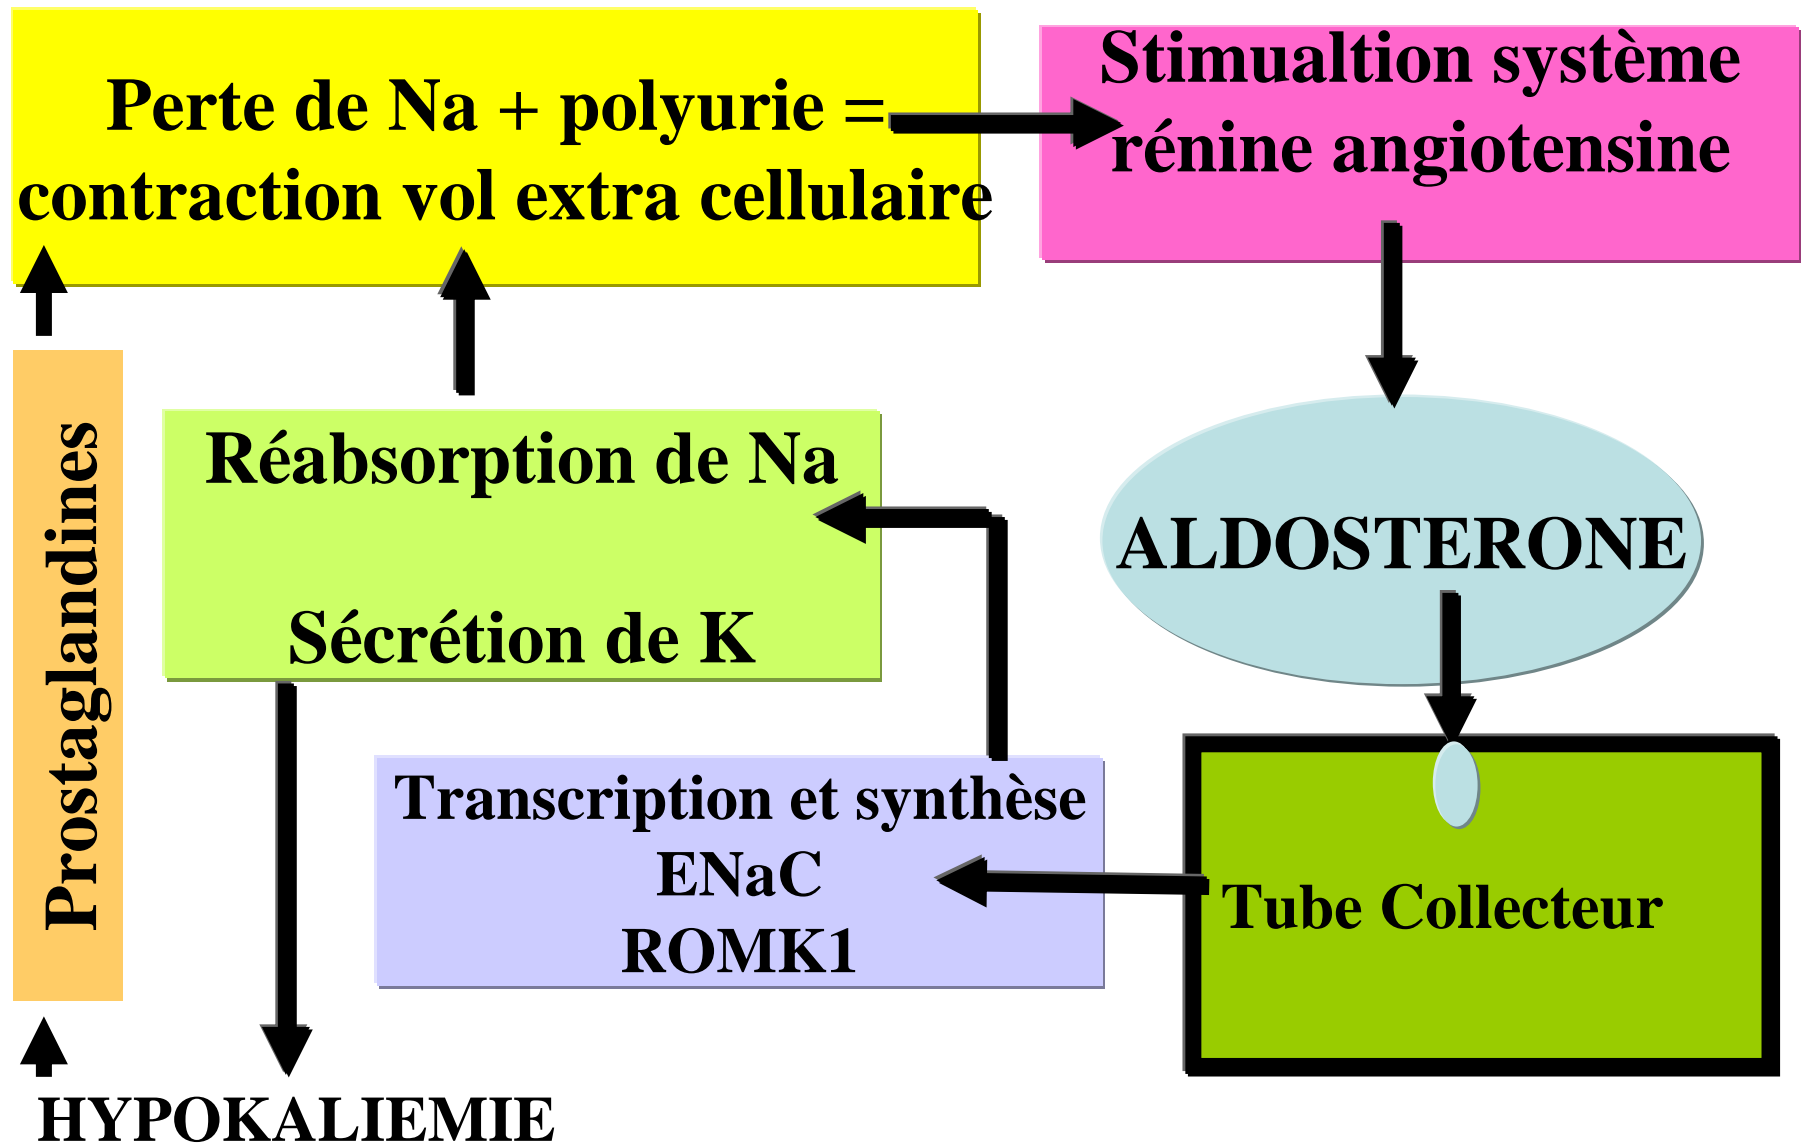 Perte de Na + polyurie =
contraction vol extra cellulaire
Stimualtion système
rénine angiotensine
Prostaglandines
Réabsorption de Na
Sécrétion de K
ALDOSTERONE
Transcription et synthèse
ENaC
ROMK1
Tube Collecteur
HYPOKALIEMIE